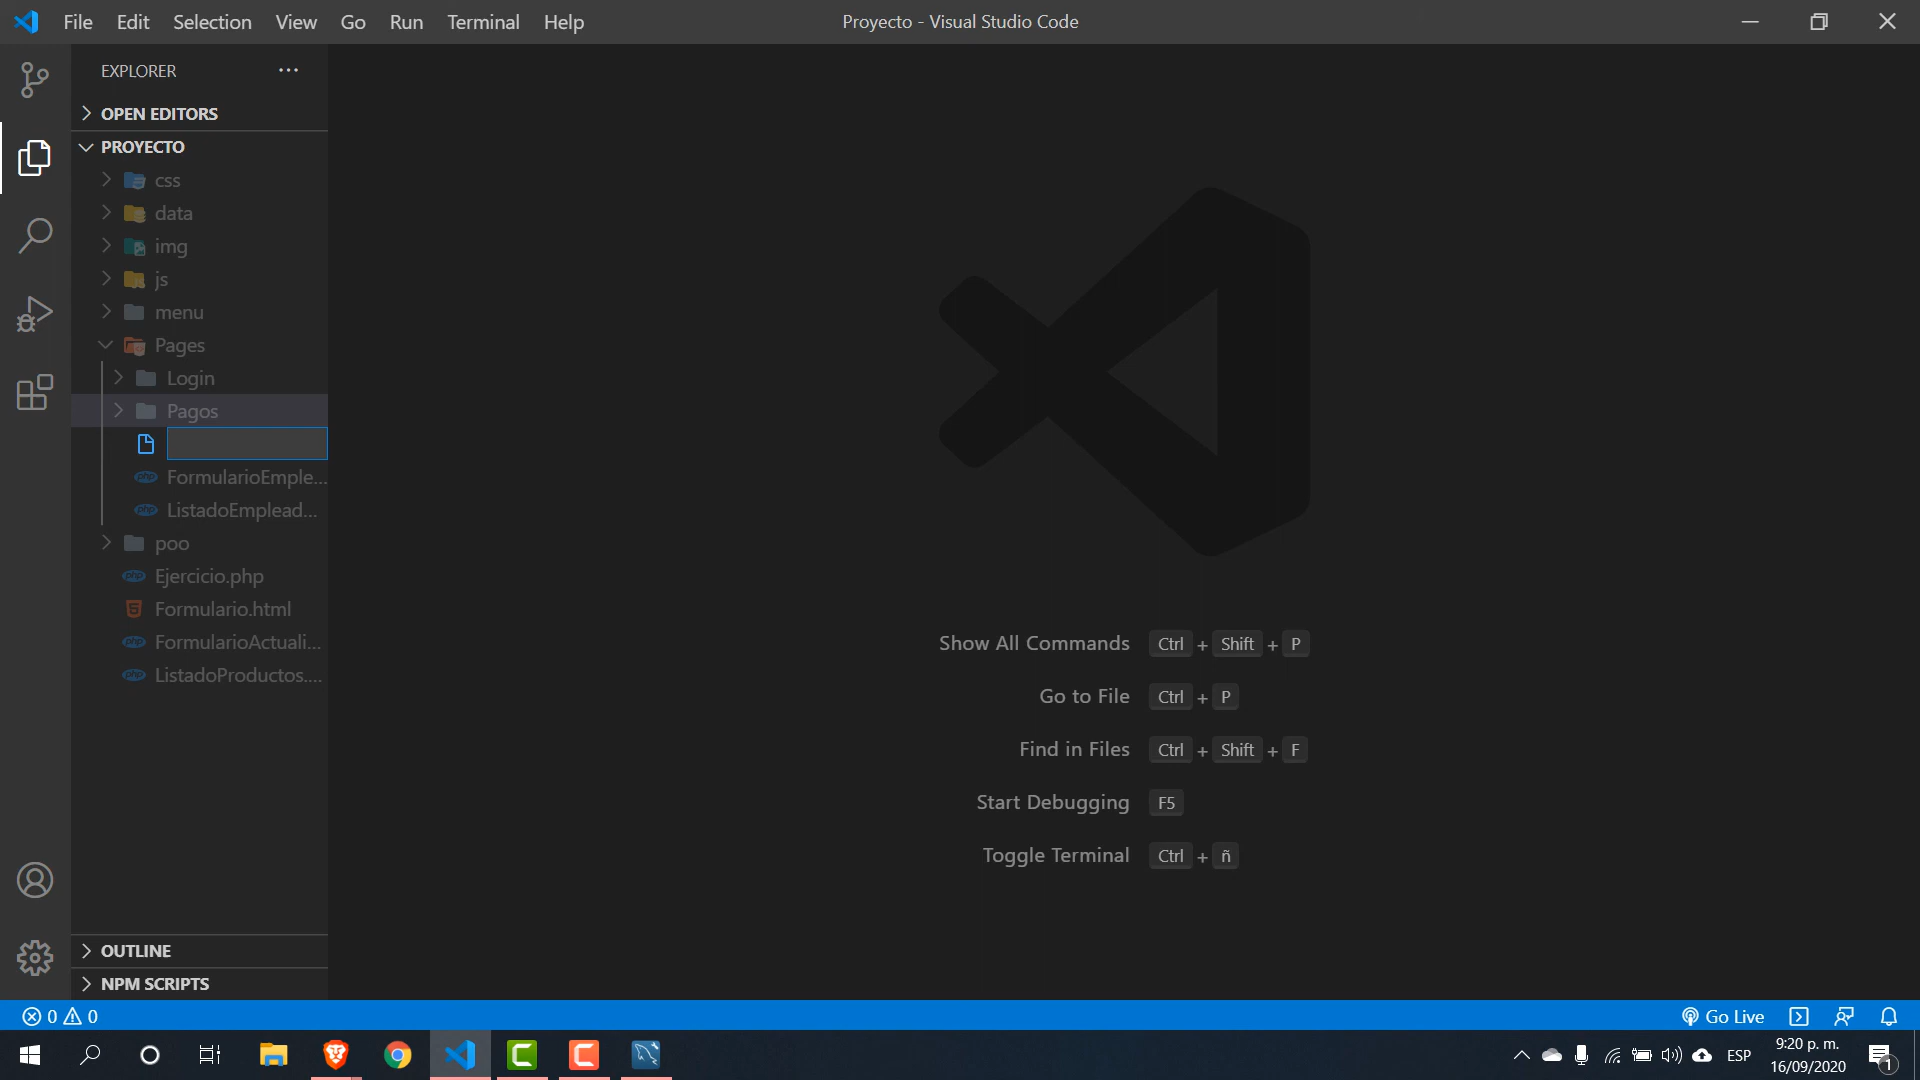 File Edit Selection View Go Run Terminal Help
Proyecto - Visual Studio Code
EXPLORER
OPEN EDITORS
PROYECTO
css
data
img
js
menu
Pages
Login
Pagos
FormularioEmple...
ListadoEmplead...
poo
Ejercicio.php
Formulario.html
FormularioActuali...
ListadoProductos....
OUTLINE
NPM SCRIPTS
Show All Commands Ctrl + Shift + P
Go to File Ctrl + P
Find in Files Ctrl + Shift + F
Start Debugging F5
Toggle Terminal Ctrl + ñ
0 0
Go Live
ESP
9:20 p. m.
16/09/2020
1